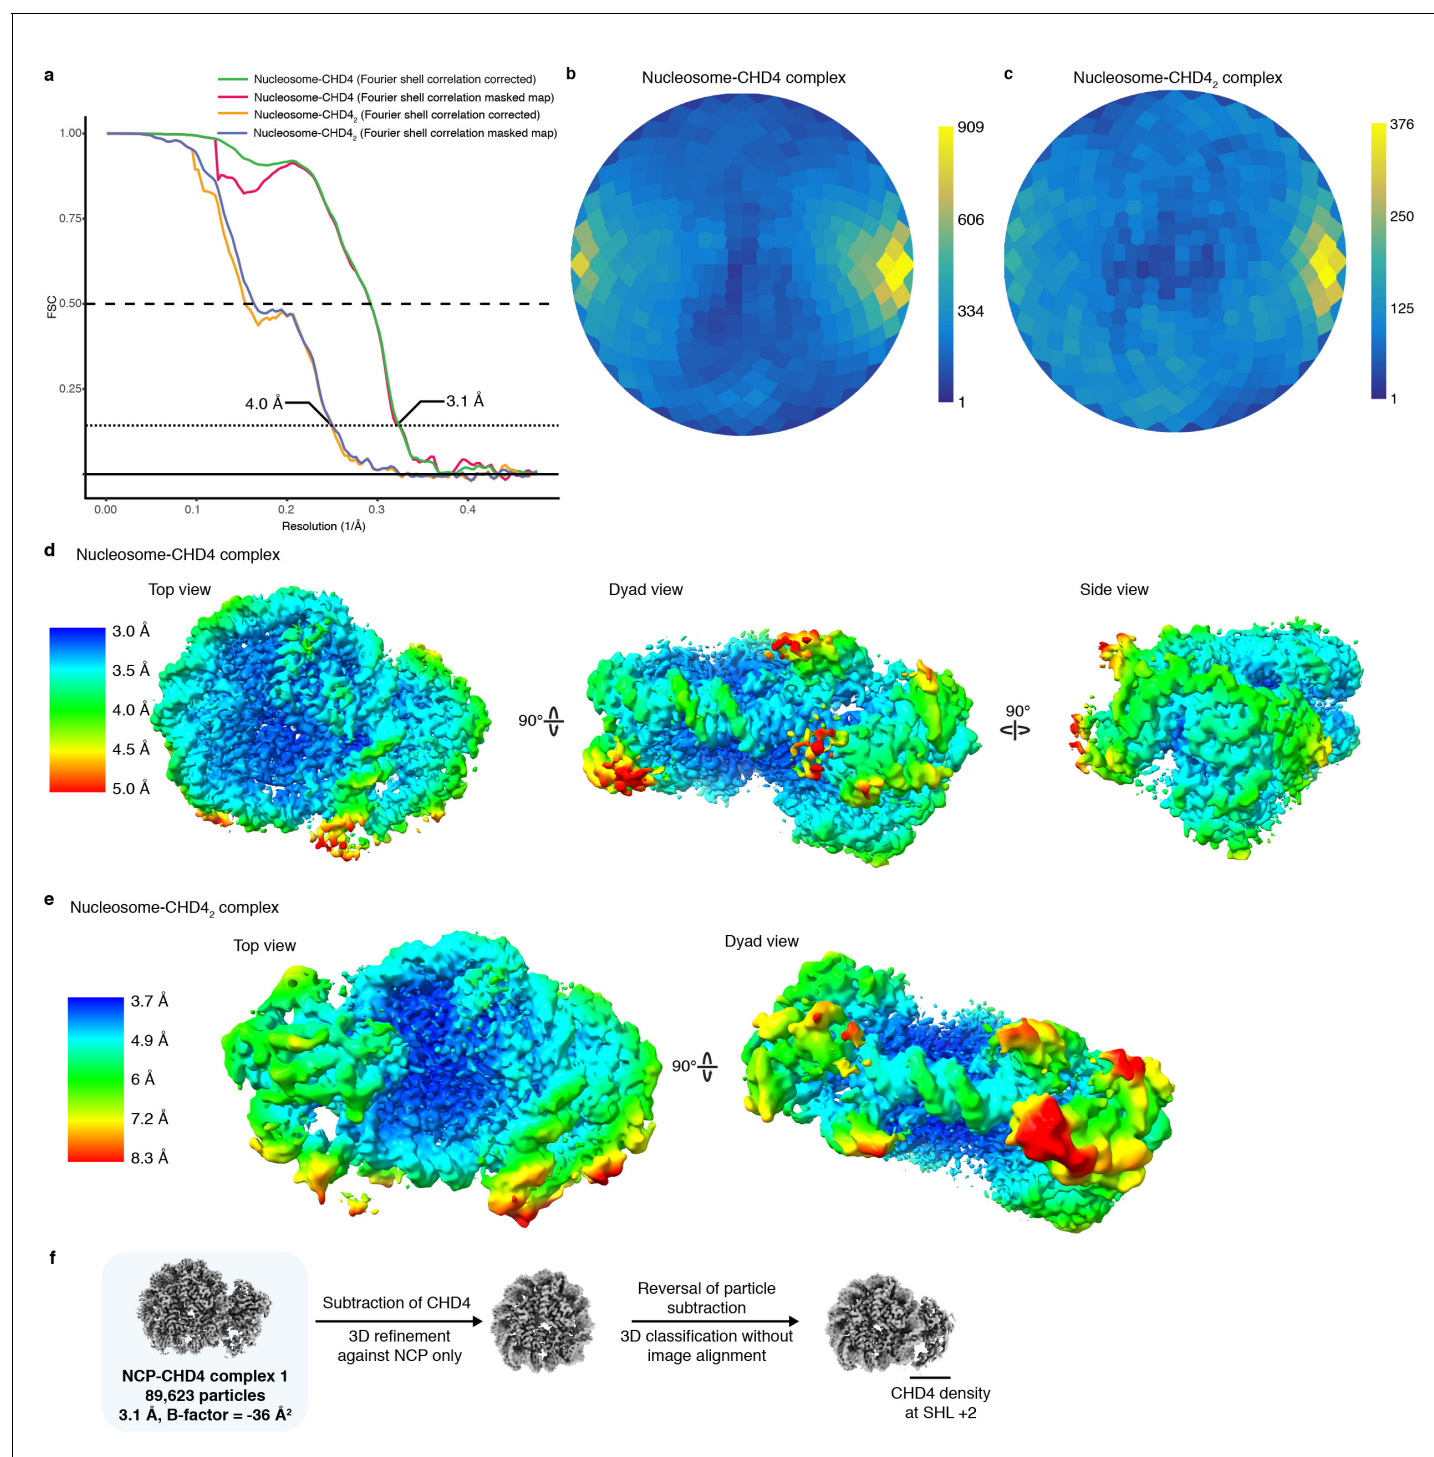 a
Nucleosome-CHD4 (Fourier shell correlation corrected)
Nucleosome-CHD4 (Fourier shell correlation masked map)
Nucleosome-CHD4₂ (Fourier shell correlation corrected)
Nucleosome-CHD4₂ (Fourier shell correlation masked map)
1.00
0.75
0.50
0.25
FSC
4.0 Å
3.1 Å
0.00
0.1
0.2
0.3
0.4
Resolution (1/Å)
b
Nucleosome-CHD4 complex
909
606
334
1
c
Nucleosome-CHD4₂ complex
376
250
125
1
d
Nucleosome-CHD4 complex
Top view
Dyad view
Side view
3.0 Å
3.5 Å
4.0 Å
4.5 Å
5.0 Å
90°
90°
e
Nucleosome-CHD4₂ complex
Top view
Dyad view
3.7 Å
4.9 Å
6 Å
7.2 Å
8.3 Å
90°
f
NCP-CHD4 complex 1
89,623 particles
3.1 Å, B-factor = -36 Å²
Subtraction of CHD4
3D refinement
against NCP only
Reversal of particle
subtraction
3D classification without
image alignment
CHD4 density
at SHL +2